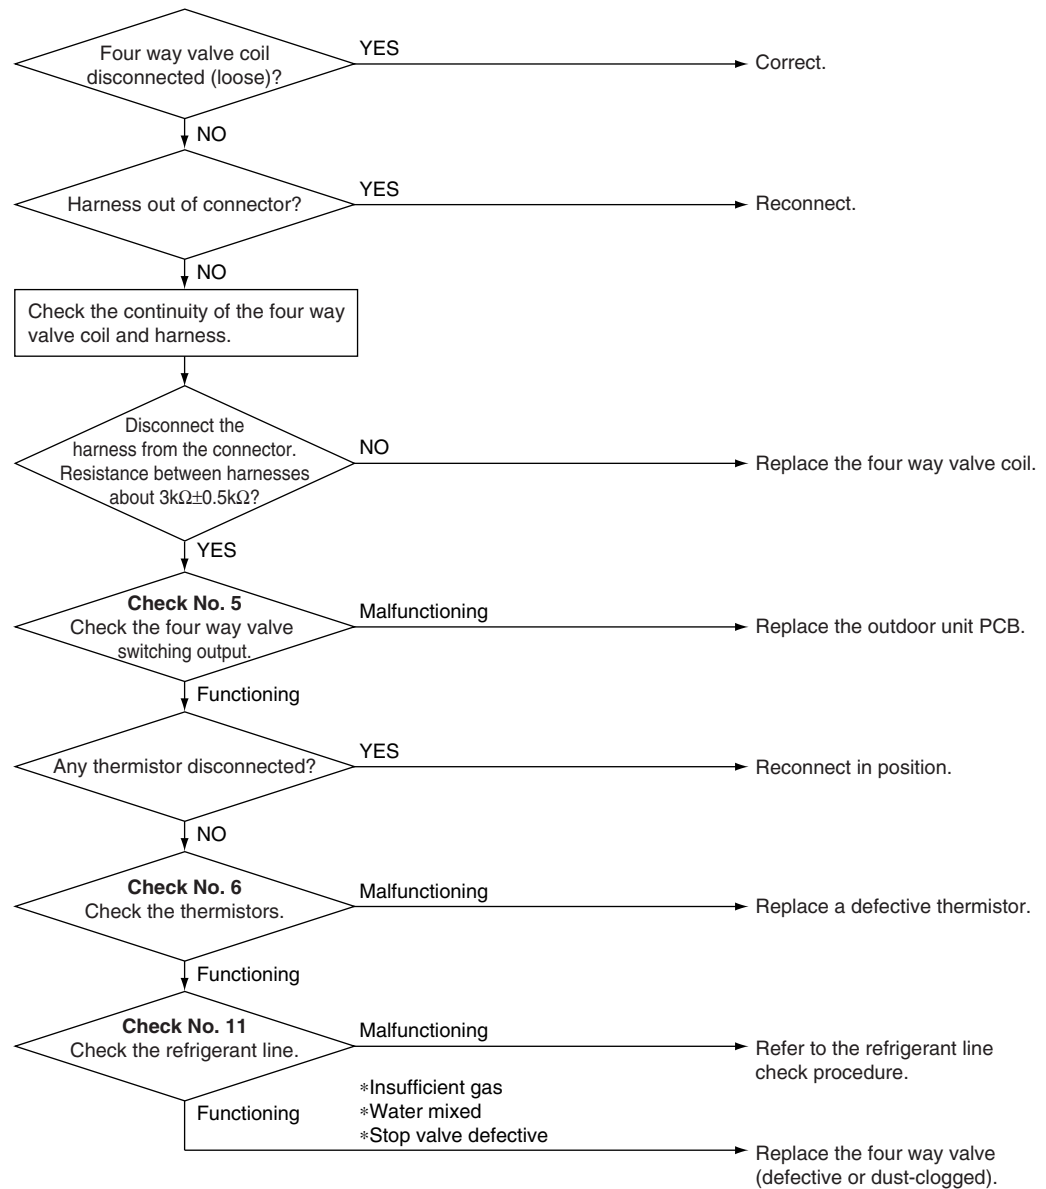 Four way valve coil
disconnected (loose)?
YES
Correct.
NO
Harness out of connector?
YES
Reconnect.
NO
Check the continuity of the four way
valve coil and harness.
Disconnect the
harness from the connector.
Resistance between harnesses
about 3kΩ±0.5kΩ?
NO
Replace the four way valve coil.
YES
Check No. 5
Check the four way valve
switching output.
Malfunctioning
Replace the outdoor unit PCB.
Functioning
Any thermistor disconnected?
YES
Reconnect in position.
NO
Check No. 6
Check the thermistors.
Malfunctioning
Replace a defective thermistor.
Functioning
Check No. 11
Check the refrigerant line.
Malfunctioning
Refer to the refrigerant line
check procedure.
*Insufficient gas
*Water mixed
*Stop valve defective
Functioning
Replace the four way valve
(defective or dust-clogged).